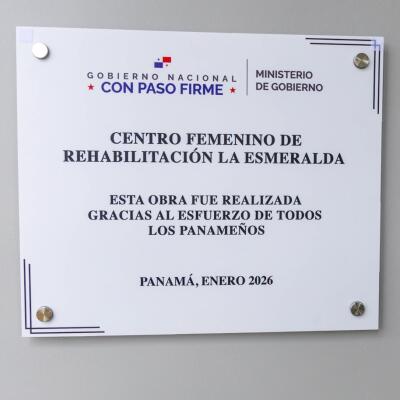 GOBIERNO NACIONAL
CON PASO FIRME
MINISTERIO
DE GOBIERNO
CENTRO FEMENINO DE
REHABILITACIÓN LA ESMERALDA
ESTA OBRA FUE REALIZADA
GRACIAS AL ESFUERZO DE TODOS
LOS PANAMEÑOS
PANAMÁ, ENERO 2026